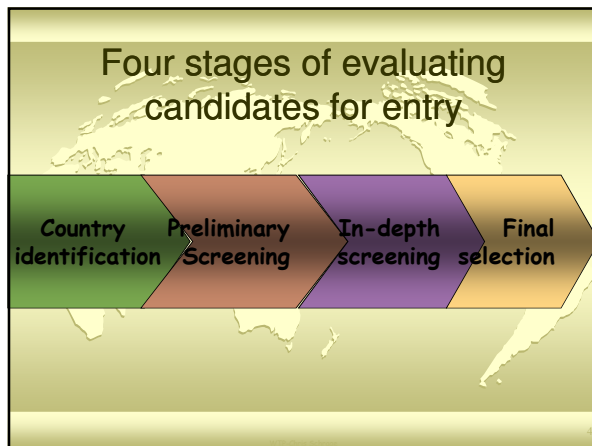 Four stages of evaluating
candidates for entry
Country
identification
Preliminary
Screening
In-depth
screening
Final
selection